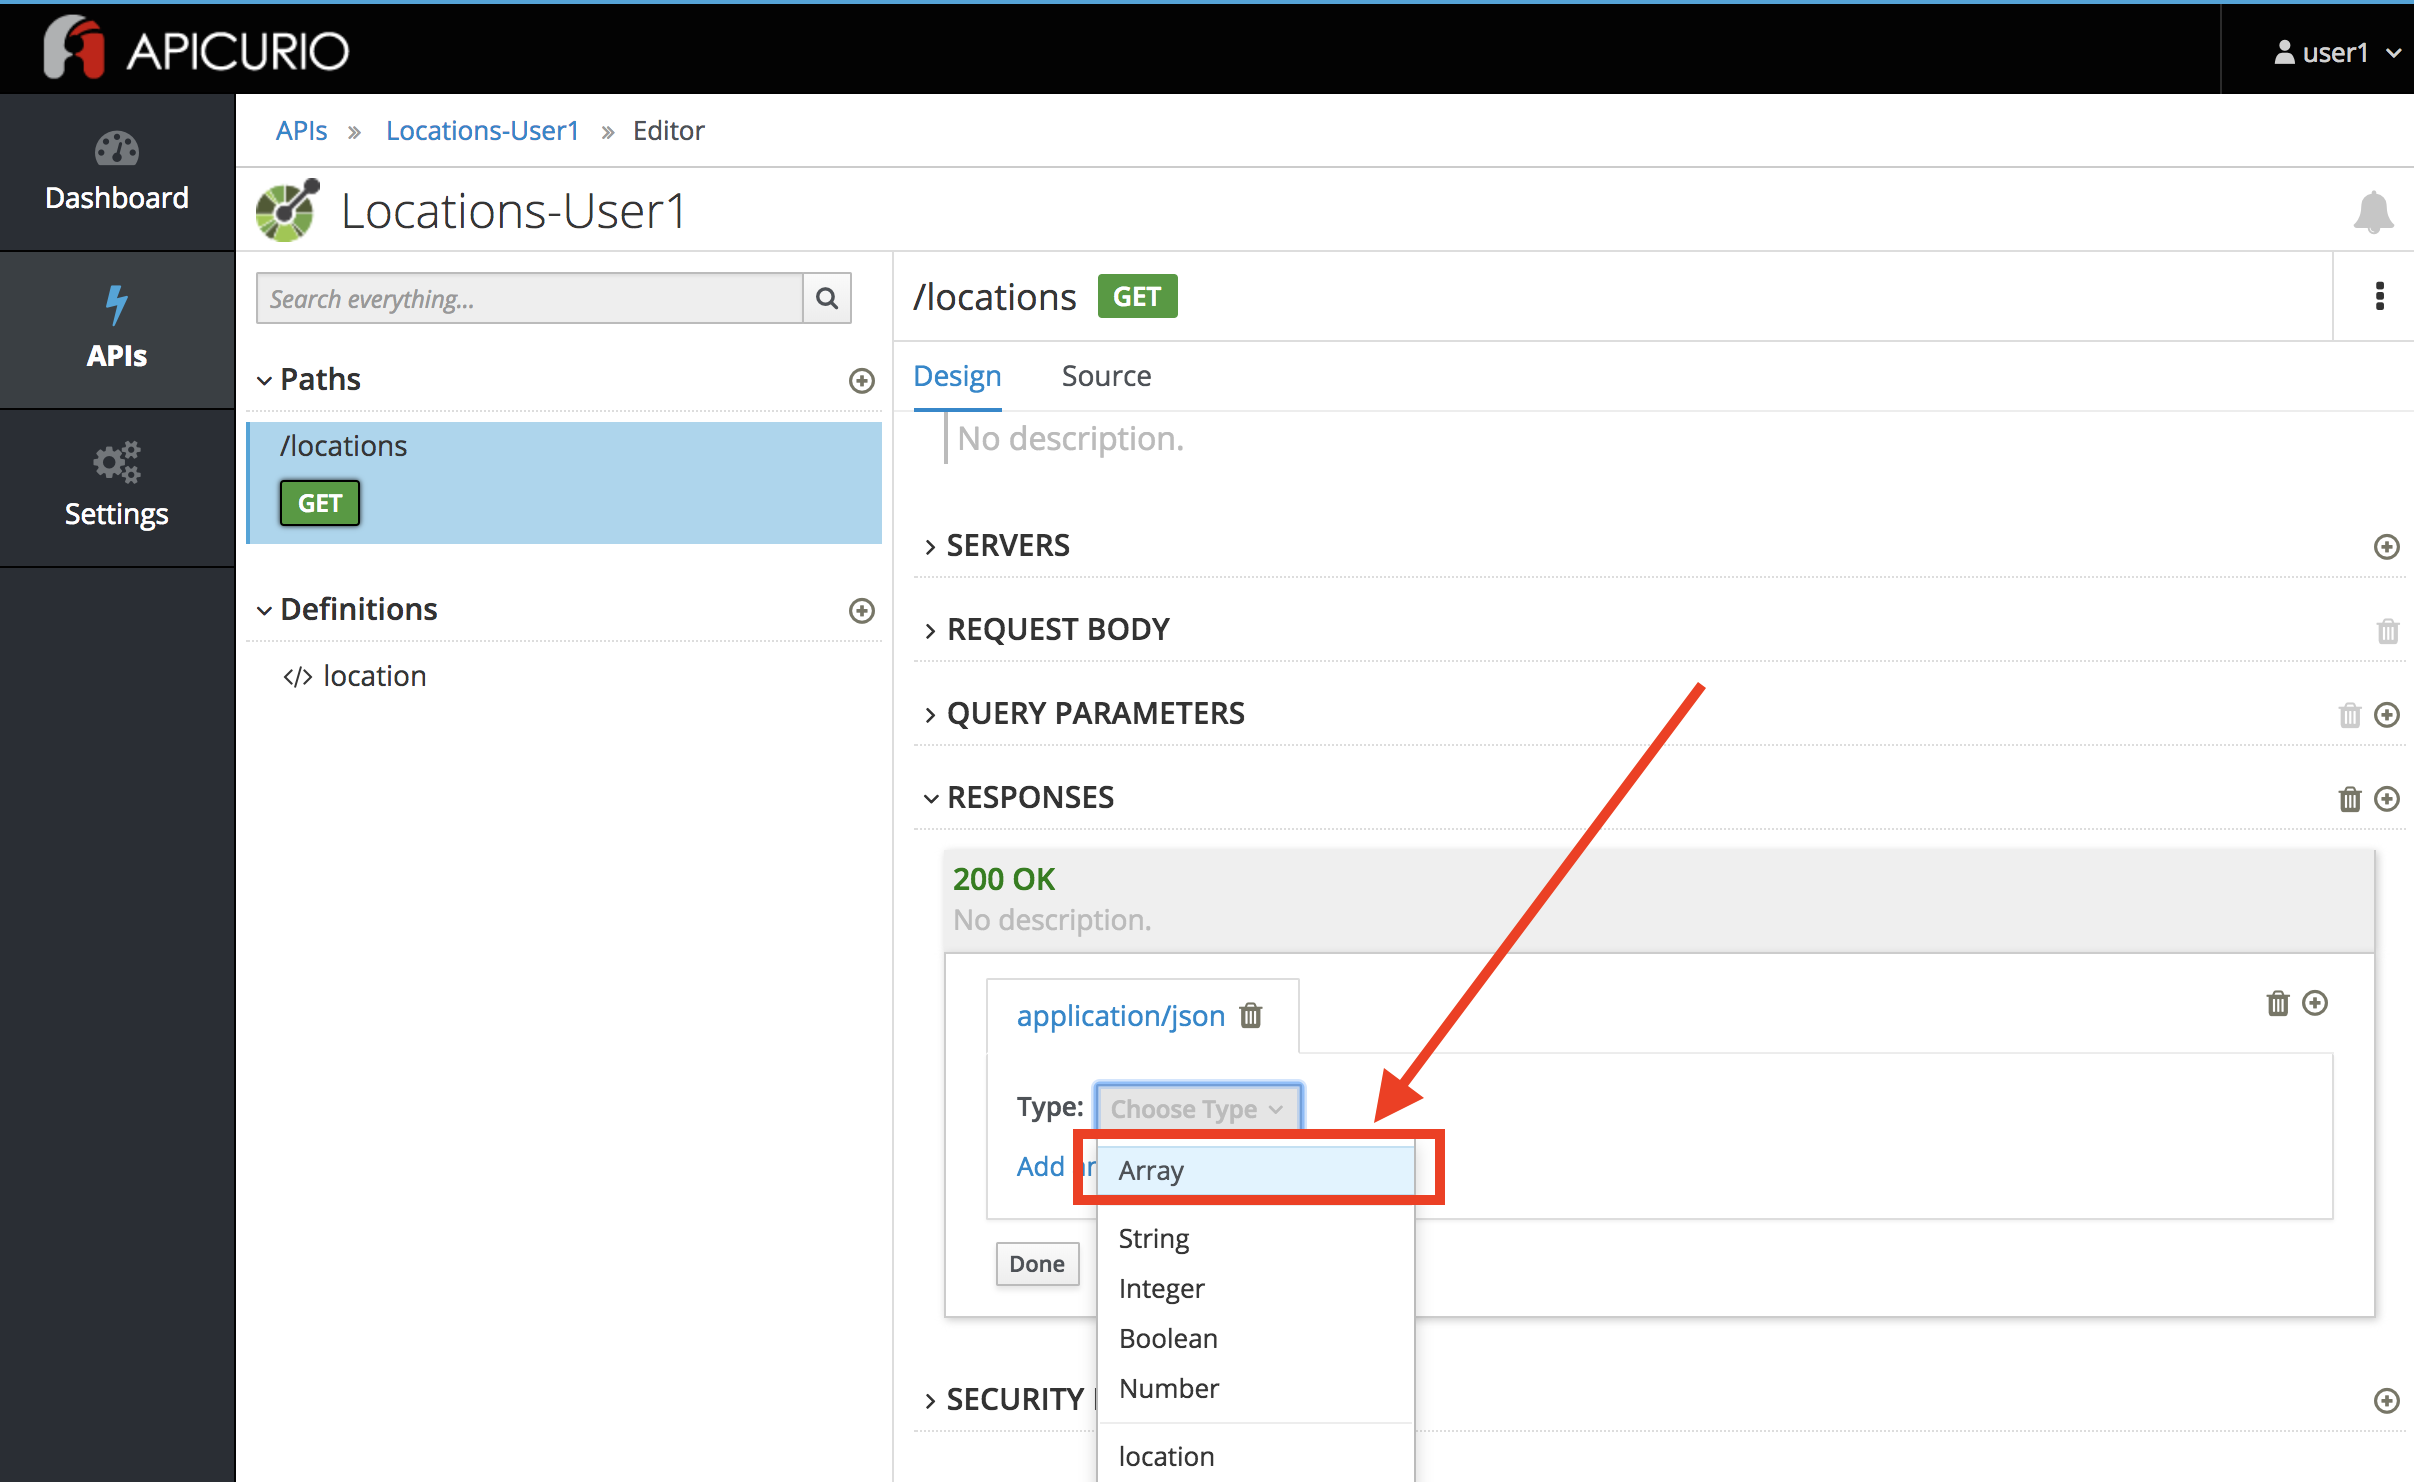 APICURIO
user1
Dashboard
APIs
Settings
APIs » Locations-User1 » Editor
Locations-User1
Search everything...
Paths
/locations
GET
Definitions
</> location
/locations GET
Design Source
No description.
SERVERS
REQUEST BODY
QUERY PARAMETERS
RESPONSES
200 OK
No description.
application/json
Type: Choose Type
Add
Array
String
Integer
Boolean
Number
location
Done
SECURITY